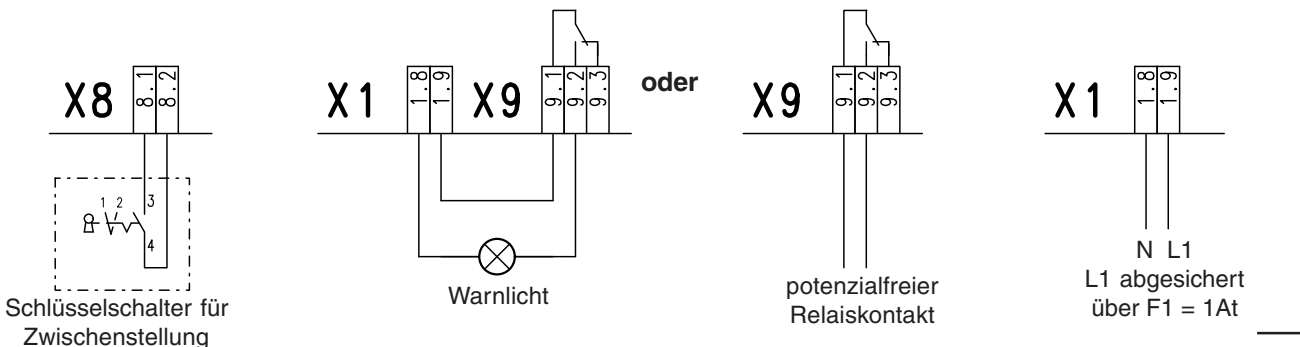 X8 8.1 8.2
1 2 3
4
Schlüsselschalter für
Zwischenstellung
X1 1.8 1.9 X9 9.1 9.2 9.3
Warnlicht
oder
X9 9.1 9.2 9.3
potenzialfreier
Relaiskontakt
X1 1.8 1.9
N L1
L1 abgesichert
über F1 = 1At